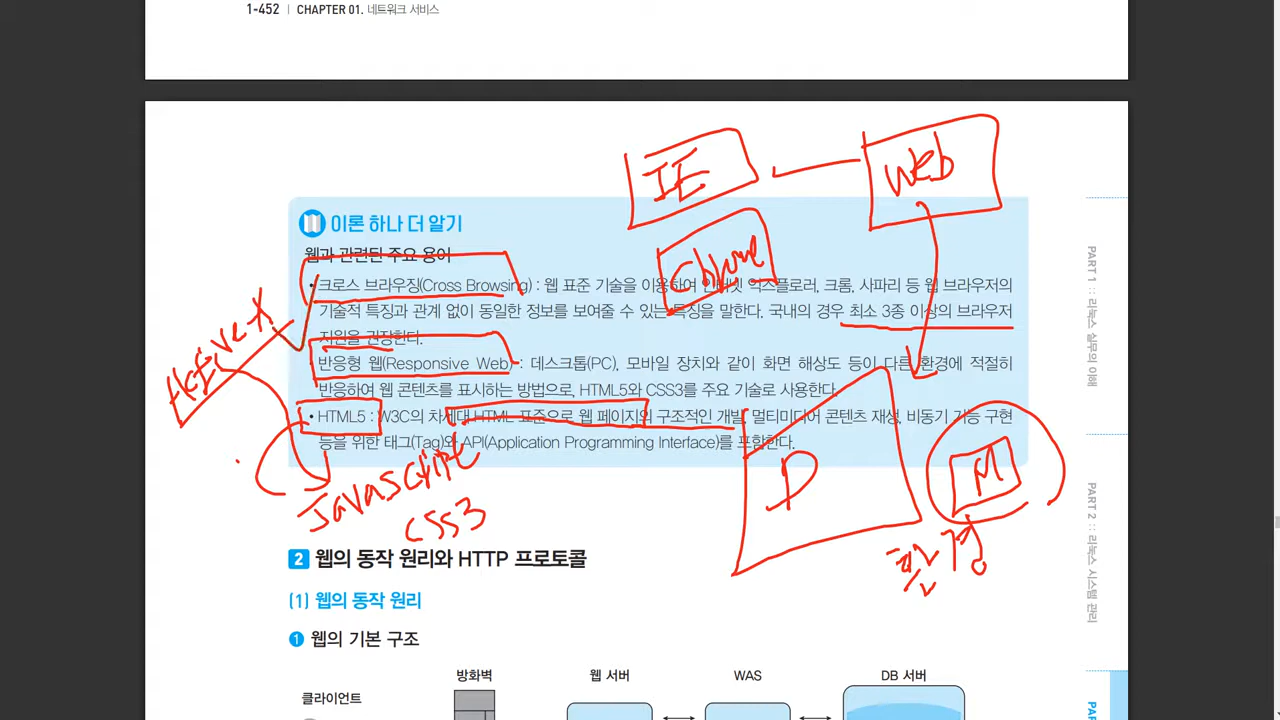 1-452 | CHAPTER 01. 네트워크 서비스
IE
Web
Chrome
이론 하나 더 알기
웹과 관련된 주요 용어
• 크로스 브라우징(Cross Browsing) : 웹 표준 기술을 이용하여 인터넷 익스플로러, 크롬, 사파리 등 웹 브라우저의
기술적 특징과 관계 없이 동일한 정보를 보여줄 수 있는 특징을 말한다. 국내의 경우 최소 3종 이상의 브라우저
지원을 권장한다.
Active X
반응형 웹(Responsive Web) : 데스크톱(PC), 모바일 장치와 같이 화면 해상도 등이 다른 환경에 적절히
반응하여 웹 콘텐츠를 표시하는 방법으로, HTML5와 CSS3를 주요 기술로 사용한다.
• HTML5 : W3C의 차세대 HTML 표준으로 웹 페이지의 구조적인 개발, 멀티미디어 콘텐츠 재생, 비동기 기능 구현
등을 위한 태그(Tag)와 API(Application Programming Interface)를 포함한다.
D
M
Javascript
CSS3
환경
2 웹의 동작 원리와 HTTP 프로토콜
(1) 웹의 동작 원리
1 웹의 기본 구조
클라이언트
방화벽
웹 서버
WAS
DB 서버
PART 1 :: 리눅스 실무의 이해
PART 2 :: 리눅스 시스템 관리
PAR